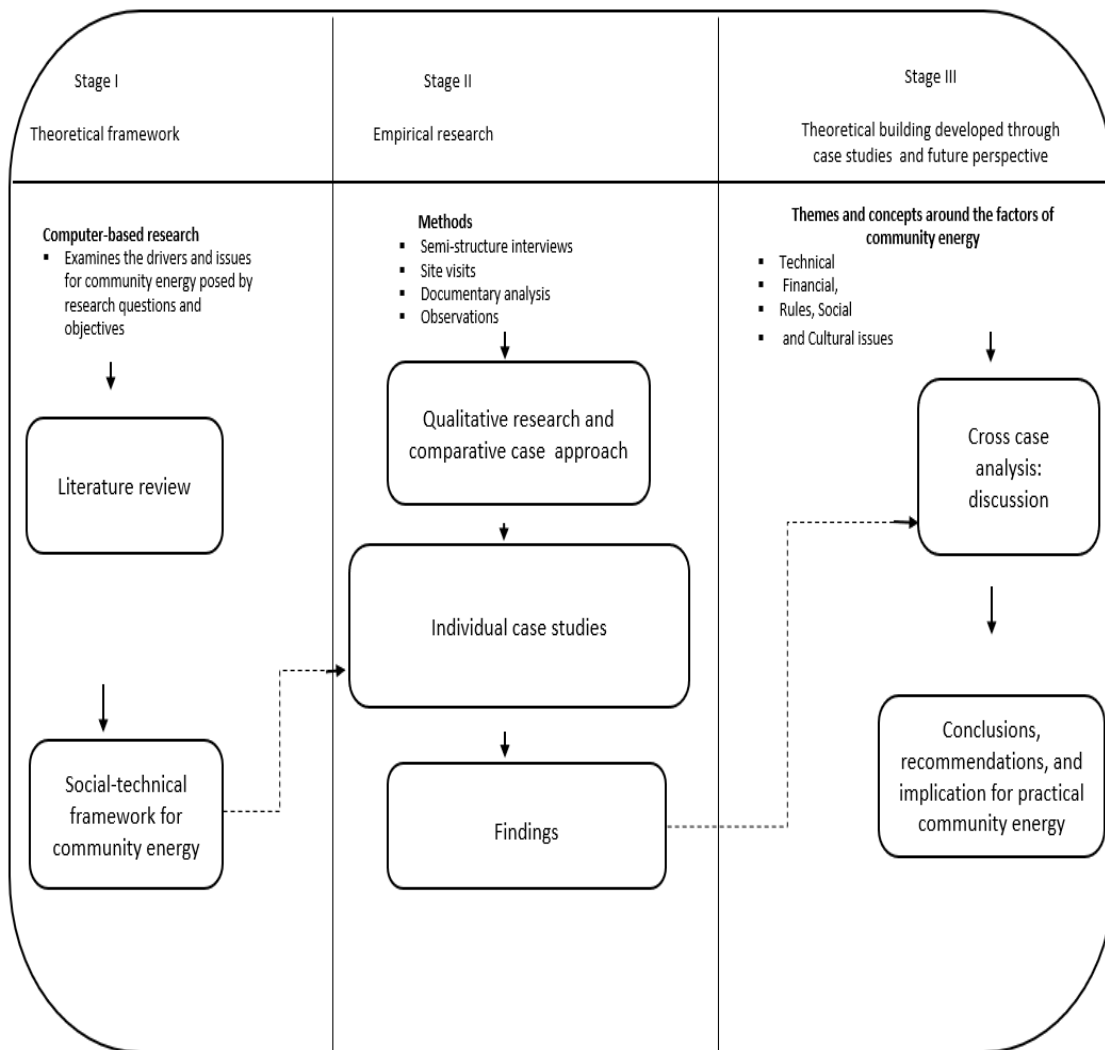 Stage I
Theoretical framework
Stage II
Empirical research
Stage III
Theoretical building developed through
case studies and future perspective
Computer-based research
▪ Examines the drivers and issues
for community energy posed by
research questions and
objectives
Literature review
Social-technical
framework for
community energy
Methods
▪ Semi-structure interviews
▪ Site visits
▪ Documentary analysis
▪ Observations
Qualitative research and
comparative case approach
Individual case studies
Findings
Themes and concepts around the factors of
community energy
▪ Technical
▪ Financial,
▪ Rules, Social
▪ and Cultural issues
Cross case
analysis:
discussion
Conclusions,
recommendations, and
implication for practical
community energy